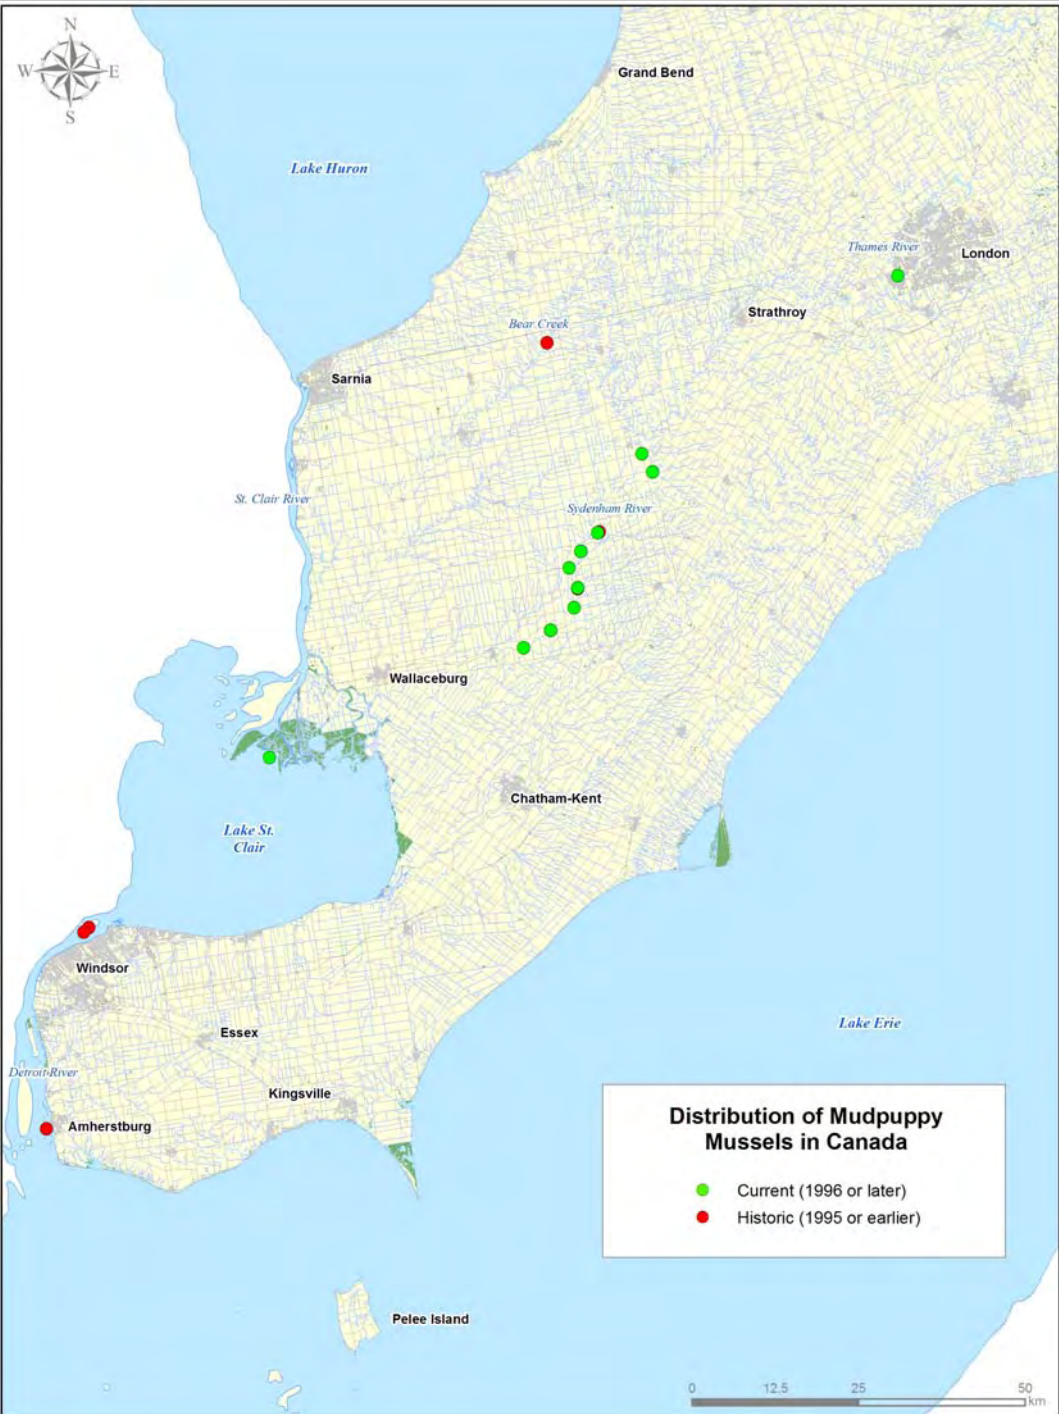 N
W E
S
Grand Bend
Lake Huron
Thames River
London
Strathroy
Bear Creek
Sarnia
St. Clair River
Sydenham River
Wallaceburg
Chatham-Kent
Lake St.
Clair
Windsor
Lake Erie
Essex
Detroit River
Kingsville
Amherstburg
Distribution of Mudpuppy
Mussels in Canada
Current (1996 or later)
Historic (1995 or earlier)
Pelee Island
0 12.5 25 50
km